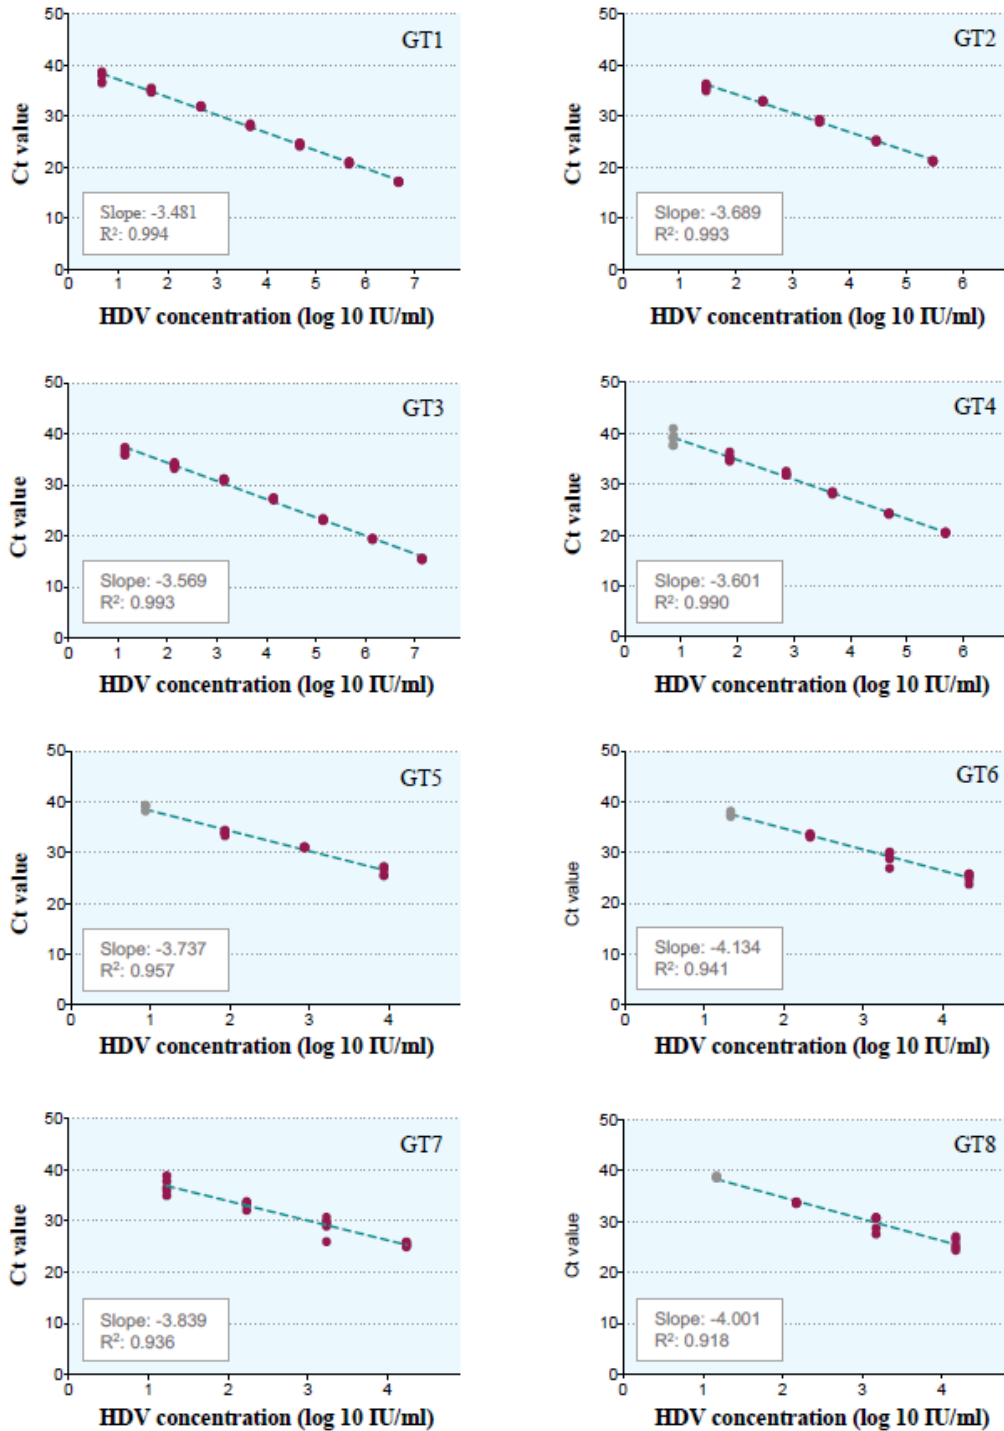 50
40
30
20
10
0
Ct value
GT1
Slope: -3.481
R²: 0.994
0 1 2 3 4 5 6 7
HDV concentration (log 10 IU/ml)
50
40
30
20
10
0
Ct value
GT2
Slope: -3.689
R²: 0.993
0 1 2 3 4 5 6
HDV concentration (log 10 IU/ml)
50
40
30
20
10
0
Ct value
GT3
Slope: -3.569
R²: 0.993
0 1 2 3 4 5 6 7
HDV concentration (log 10 IU/ml)
50
40
30
20
10
0
Ct value
GT4
Slope: -3.601
R²: 0.990
0 1 2 3 4 5 6
HDV concentration (log 10 IU/ml)
50
40
30
20
10
0
Ct value
GT5
Slope: -3.737
R²: 0.957
0 1 2 3 4
HDV concentration (log 10 IU/ml)
50
40
30
20
10
0
Ct value
GT6
Slope: -4.134
R²: 0.941
0 1 2 3 4
HDV concentration (log 10 IU/ml)
50
40
30
20
10
0
Ct value
GT7
Slope: -3.839
R²: 0.936
0 1 2 3 4
HDV concentration (log 10 IU/ml)
50
40
30
20
10
0
Ct value
GT8
Slope: -4.001
R²: 0.918
0 1 2 3 4
HDV concentration (log 10 IU/ml)